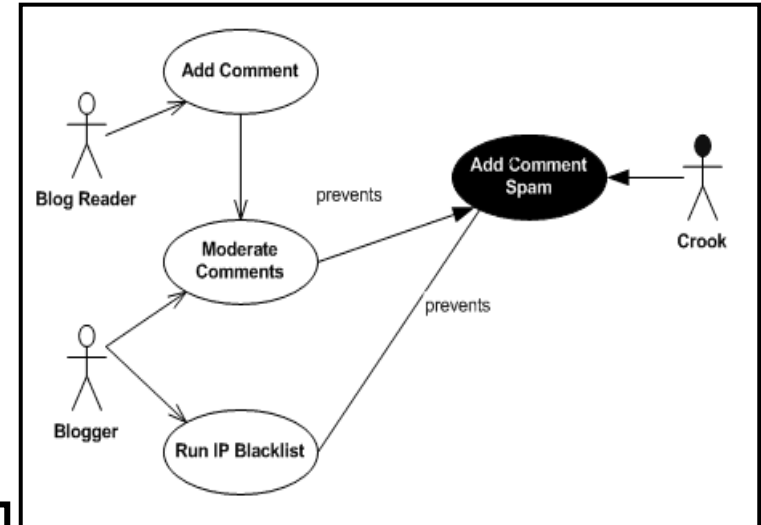 Add Comment
Blog Reader
prevents
Add Comment
Spam
Crook
Moderate
Comments
prevents
Blogger
Run IP Blacklist